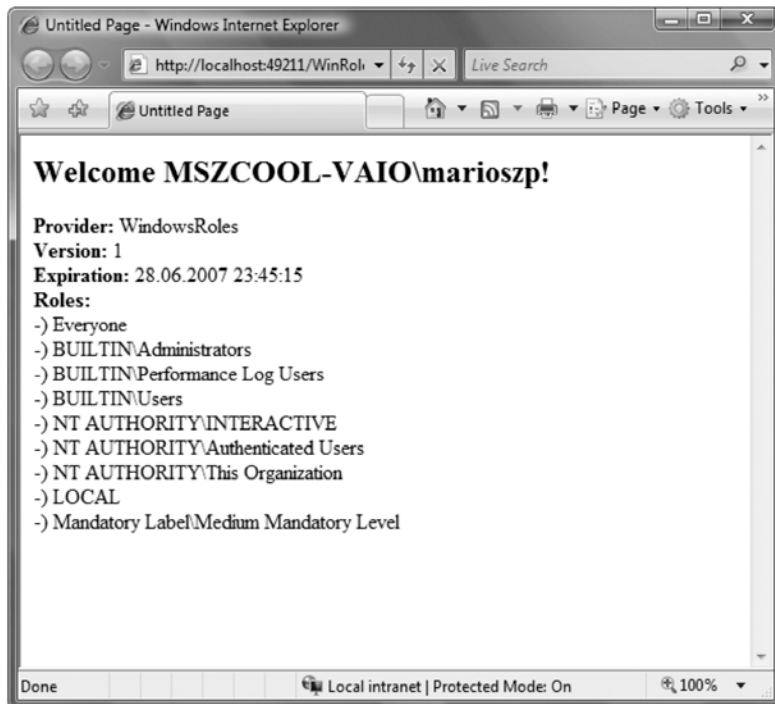 Untitled Page - Windows Internet Explorer
http://localhost:49211/WinRol
Live Search
Untitled Page
Page
Tools
Welcome MSZCOOL-VAIO\marioszp!
Provider: WindowsRoles
Version: 1
Expiration: 28.06.2007 23:45:15
Roles:
-) Everyone
-) BUILTIN\Administrators
-) BUILTIN\Performance Log Users
-) BUILTIN\Users
-) NT AUTHORITY\INTERACTIVE
-) NT AUTHORITY\Authenticated Users
-) NT AUTHORITY\This Organization
-) LOCAL
-) Mandatory Label\Medium Mandatory Level
Done
Local intranet | Protected Mode: On
100%